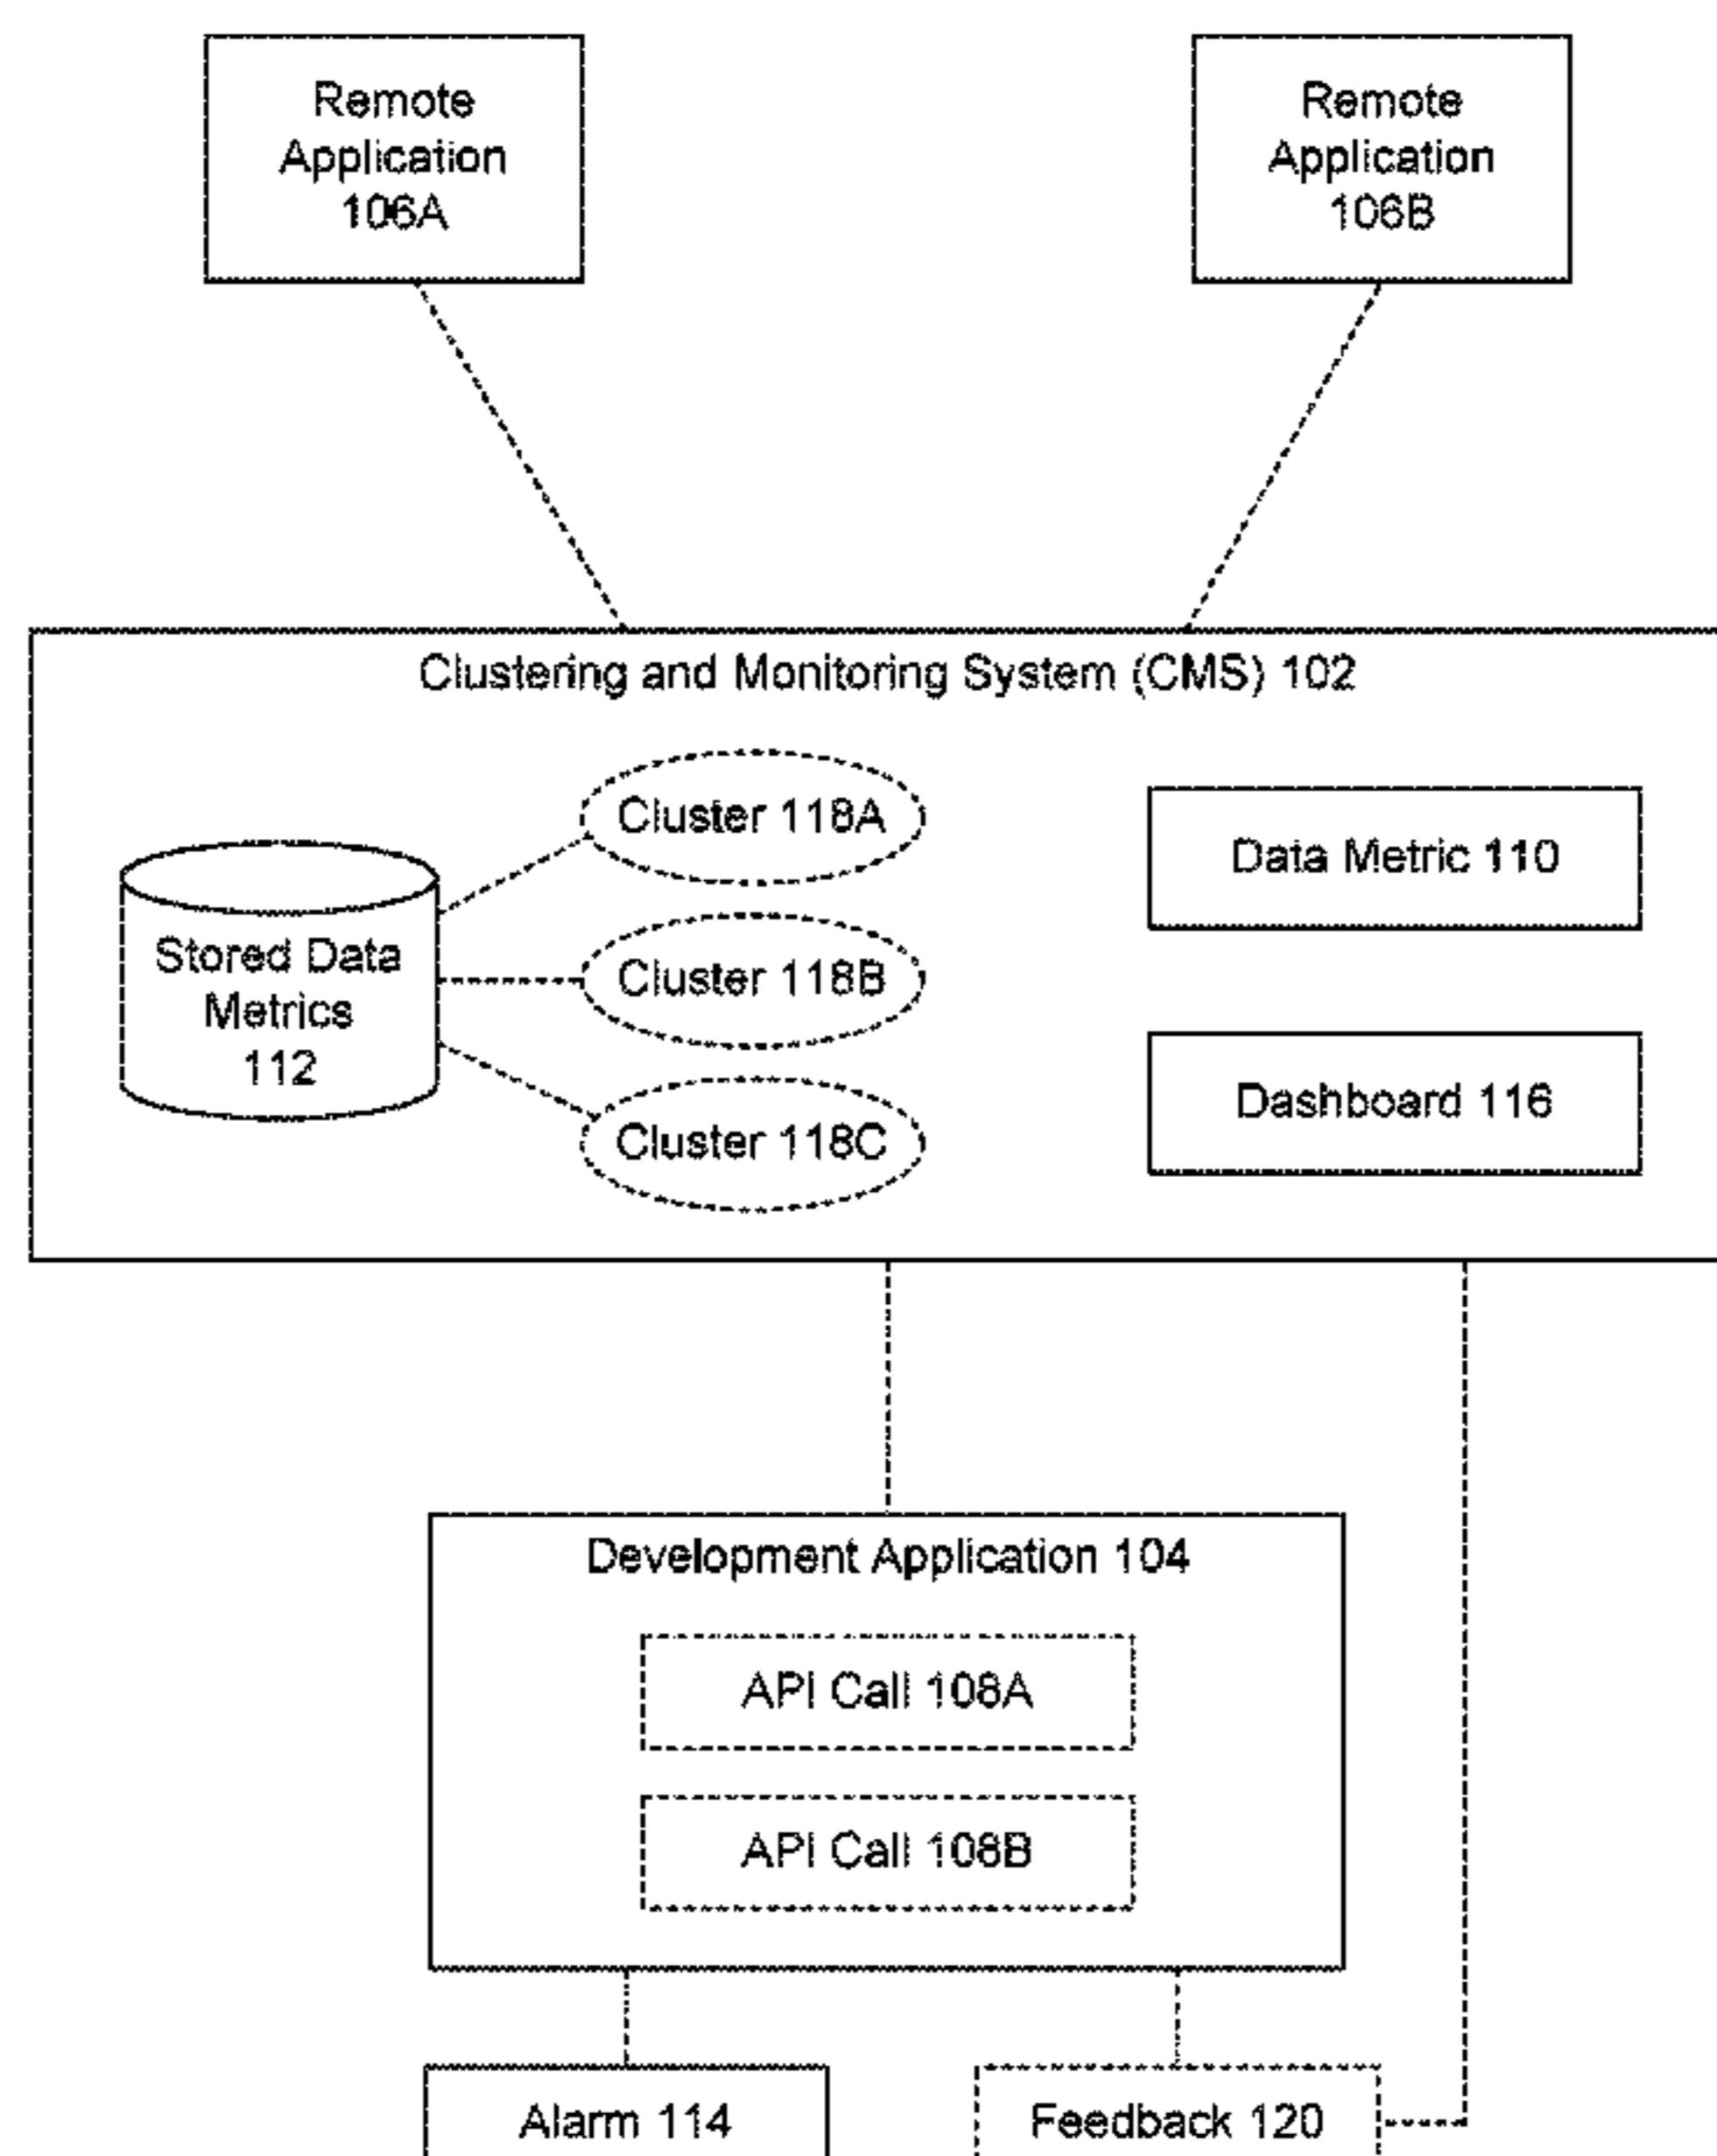 Remote
Application
106A
Remote
Application
106B
Clustering and Monitoring System (CMS) 102
Cluster 118A
Data Metric 110
Stored Data
Metrics
112
Cluster 118B
Dashboard 116
Cluster 118C
Development Application 104
API Call 108A
API Call 108B
Alarm 114
Feedback 120